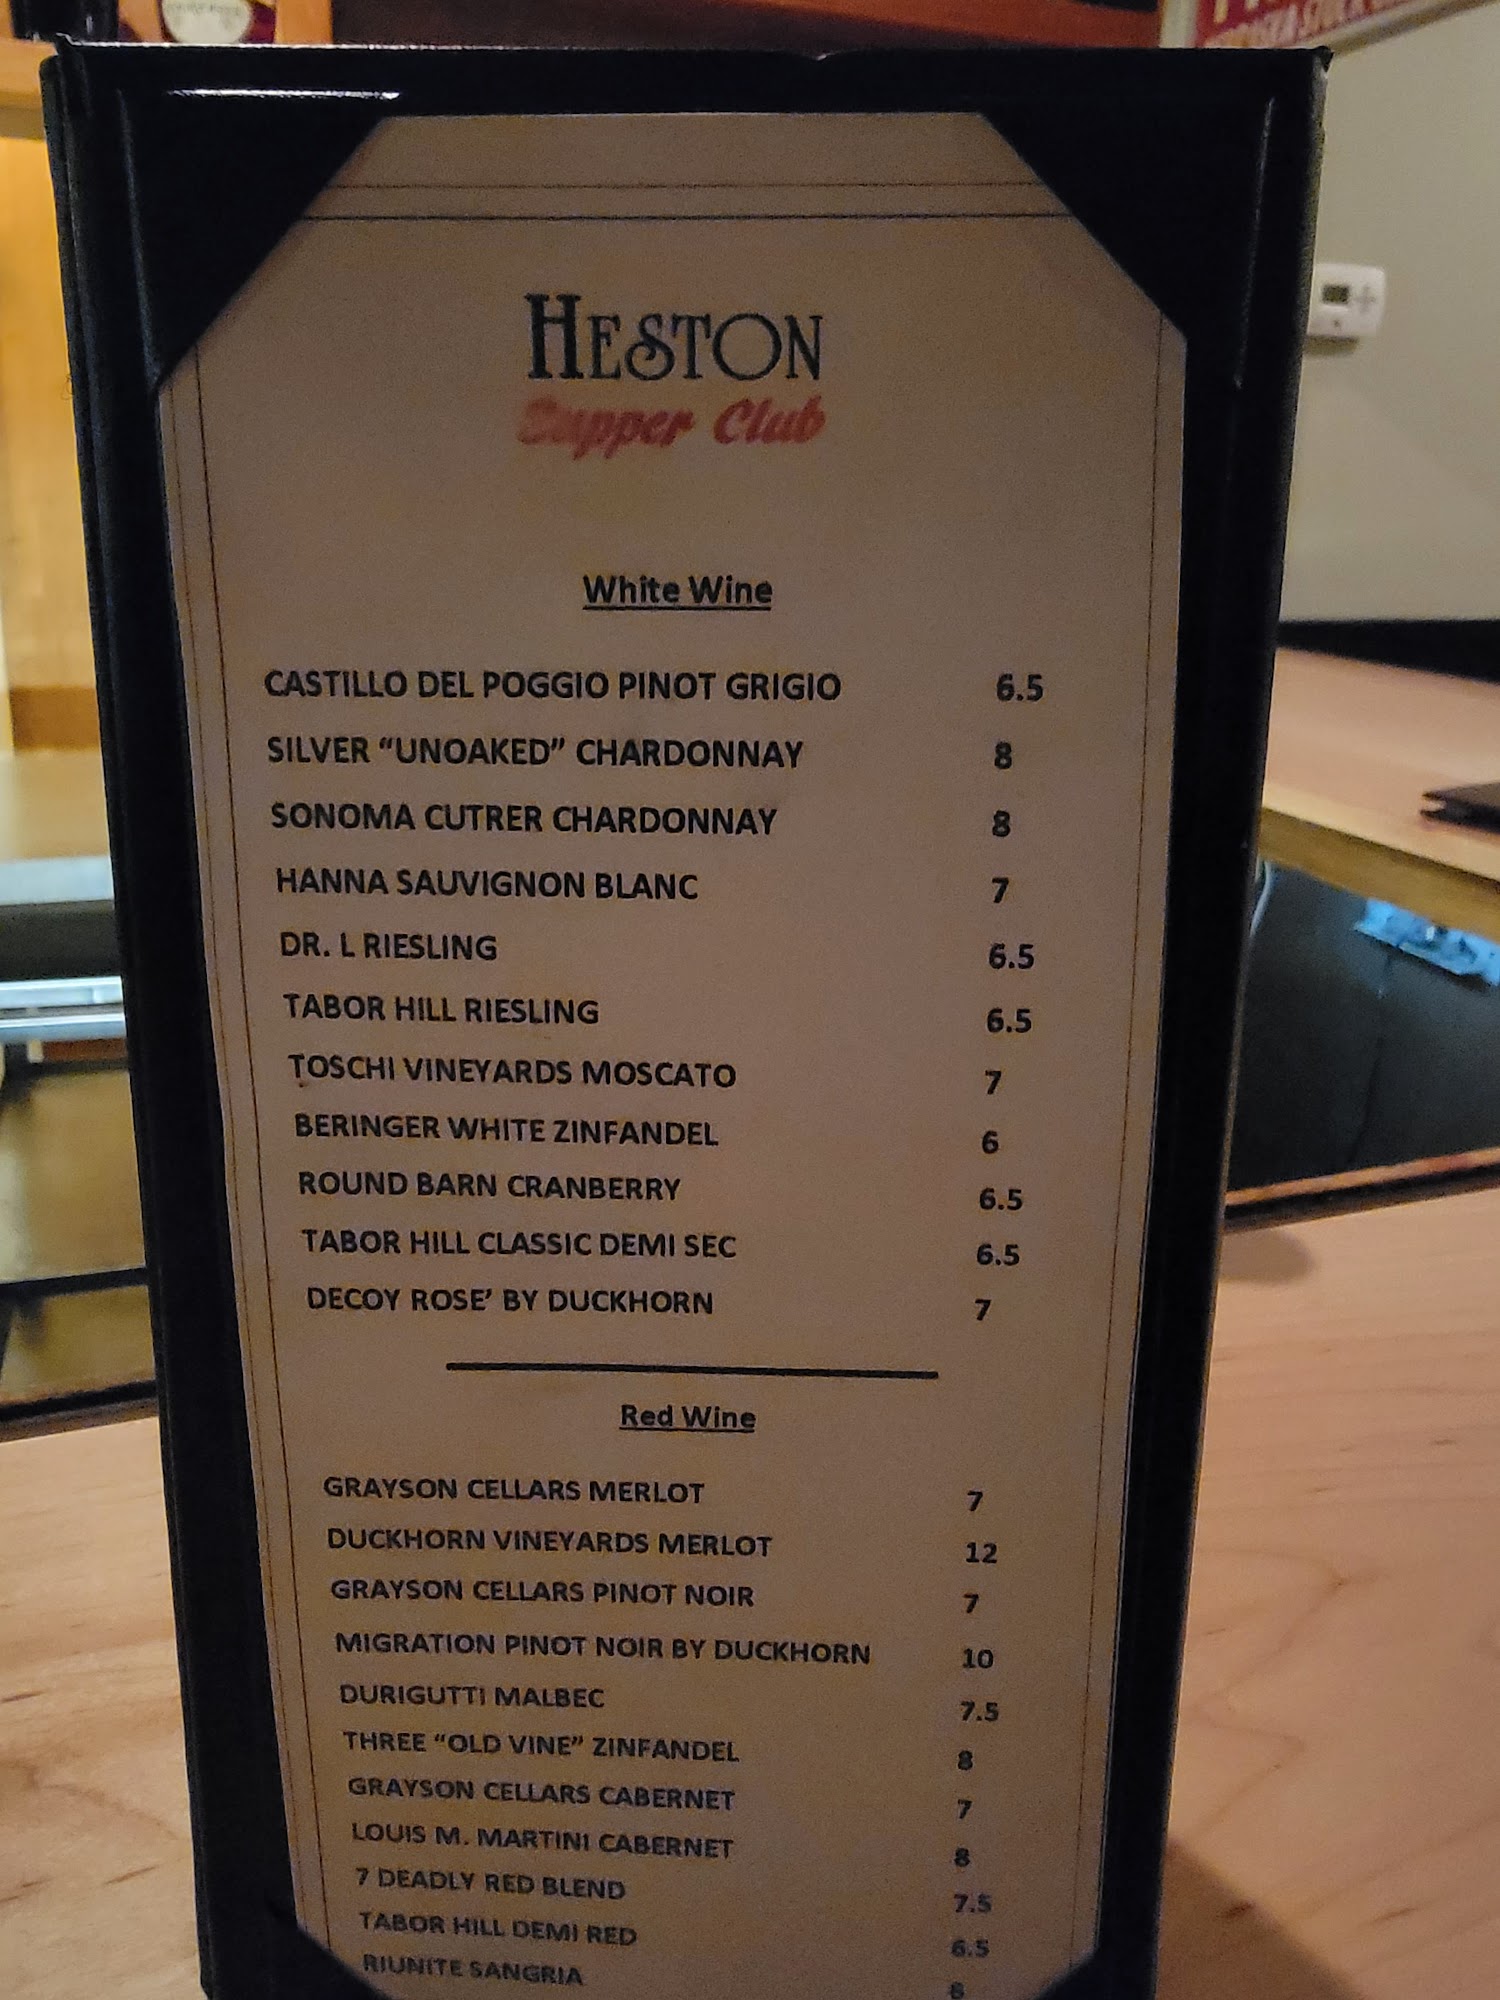 HESTON
Supper Club
White Wine
CASTILLO DEL POGGIO PINOT GRIGIO 6.5
SILVER “UNOAKED” CHARDONNAY 8
SONOMA CUTRER CHARDONNAY 8
HANNA SAUVIGNON BLANC 7
DR. L RIESLING 6.5
TABOR HILL RIESLING 6.5
TOSCHI VINEYARDS MOSCATO 7
BERINGER WHITE ZINFANDEL 6
ROUND BARN CRANBERRY 6.5
TABOR HILL CLASSIC DEMI SEC 6.5
DECOY ROSE’ BY DUCKHORN 7
Red Wine
GRAYSON CELLARS MERLOT 7
DUCKHORN VINEYARDS MERLOT 12
GRAYSON CELLARS PINOT NOIR 7
MIGRATION PINOT NOIR BY DUCKHORN 10
DURIGUTTI MALBEC 7.5
THREE “OLD VINE” ZINFANDEL 8
GRAYSON CELLARS CABERNET 7
LOUIS M. MARTINI CABERNET 8
7 DEADLY RED BLEND 7.5
TABOR HILL DEMI RED 6.5
RIUNITE SANGRIA